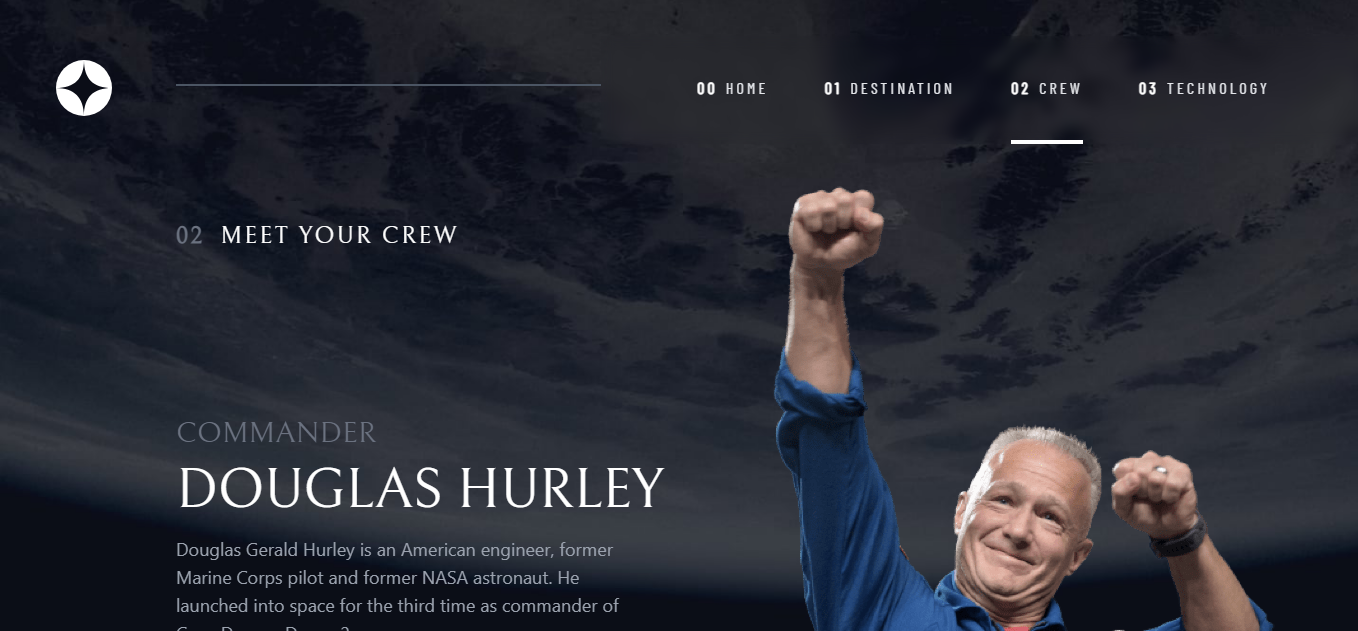 00 HOME 01 DESTINATION 02 CREW 03 TECHNOLOGY
02 MEET YOUR CREW
COMMANDER
DOUGLAS HURLEY
Douglas Gerald Hurley is an American engineer, former
Marine Corps pilot and former NASA astronaut. He
launched into space for the third time as commander of